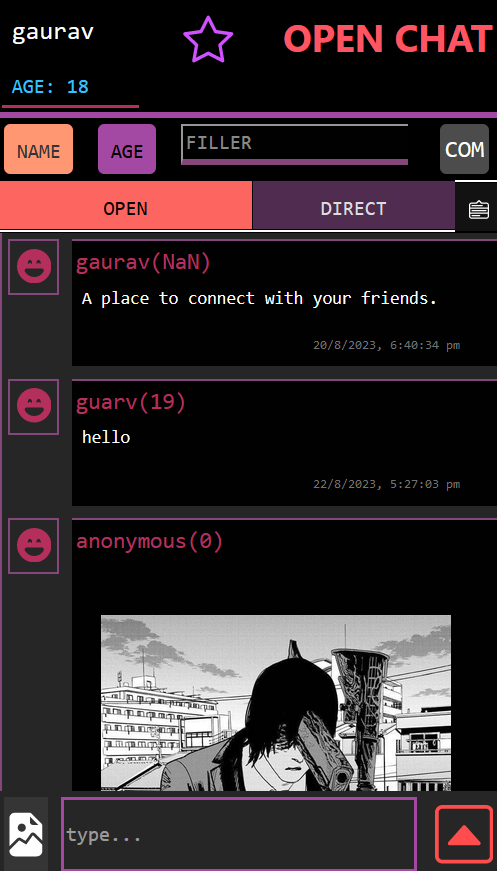 gaurav
OPEN CHAT
AGE: 18
NAME
AGE
FILLER
COM
OPEN
DIRECT
gaurav(NaN)
A place to connect with your friends.
20/8/2023, 6:40:34 pm
guarv(19)
hello
22/8/2023, 5:27:03 pm
anonymous(0)
type...